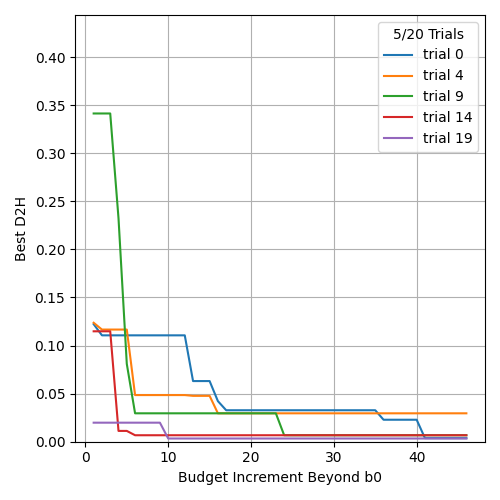 5/20 Trials
trial 0
trial 4
trial 9
trial 14
trial 19
0.40
0.35
0.30
0.25
0.20
0.15
0.10
0.05
0.00
Best D2H
0 10 20 30 40
Budget Increment Beyond b0